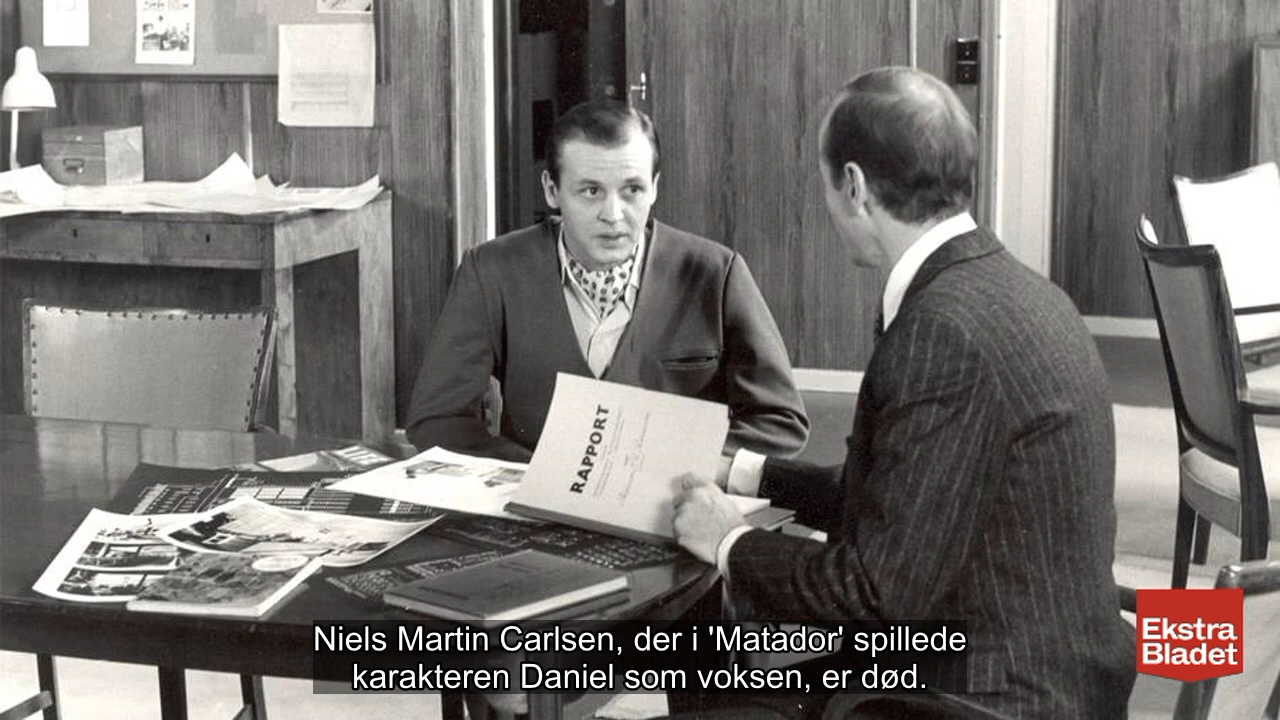 RAPPORT
Niels Martin Carlsen, der i 'Matador' spillede
karakteren Daniel som voksen, er død.
Ekstra
Bladet